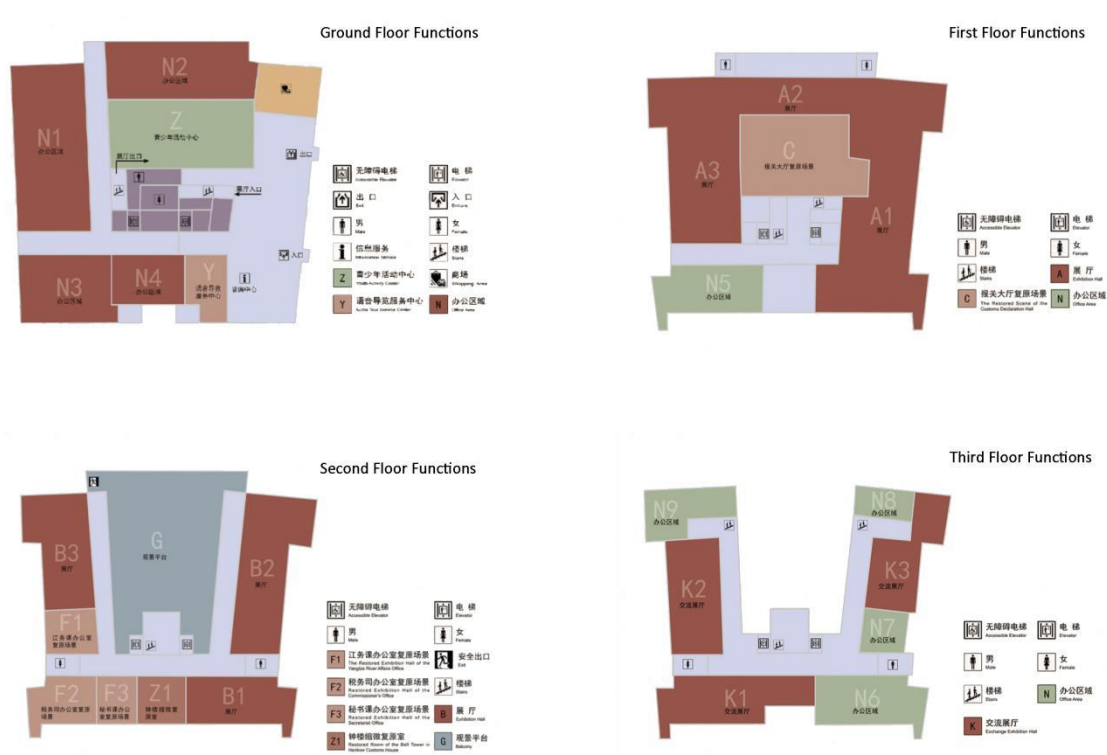 Ground Floor Functions
N2
办公区域
N1
办公区域
Z
青少年活动中心
展厅出口
展厅入口
出口
入口
N3
办公区域
N4
办公区域
Y
语音导览
服务中心
咨询中心
无障碍电梯
Accessible Elevator
电 梯
Elevator
出 口
Exit
入 口
Entrance
男
Male
女
Female
信息服务
Information Service
楼梯
Stairs
Z
青少年活动中心
Youth Activity Center
商场
Shopping Area
Y
语音导览服务中心
Audio Tour Service Center
N
办公区域
Office Area
First Floor Functions
A2
展厅
C
报关大厅复原场景
A3
展厅
A1
展厅
N5
办公区域
无障碍电梯
Accessible Elevator
电 梯
Elevator
男
Male
女
Female
楼梯
Stairs
A
展 厅
Exhibition Hall
C
报关大厅复原场景
The Restored Scene of the
Customs Declaration Hall
N
办公区域
Office Area
Second Floor Functions
G
观景平台
B3
展厅
B2
展厅
F1
江务课办公室
复原场景
F2
税务司办公室复原
场景
F3
秘书课办公
室复原场景
Z1
钟楼缩微复
原室
B1
展厅
无障碍电梯
Accessible Elevator
电 梯
Elevator
男
Male
女
Female
F1
江务课办公室复原场景
The Restored Exhibition Hall of the
Yangtze River Affairs Office
安全出口
Exit
F2
税务司办公室复原场景
Restored Exhibition Hall of the
Commissioner's Office
楼梯
Stairs
F3
秘书课办公室复原场景
Restored Exhibition Hall of the
Secretariat Office
B
展 厅
Exhibition Hall
Z1
钟楼缩微复原室
Restored Room of the Bell Tower in
Hankow Customs House
G
观景平台
Balcony
Third Floor Functions
N9
办公区域
N8
办公区域
K2
交流展厅
K3
交流展厅
N7
办公区域
K1
交流展厅
N6
办公区域
无障碍电梯
Accessible Elevator
电 梯
Elevator
男
Male
女
Female
楼梯
Stairs
N
办公区域
Office Area
K
交流展厅
Exchange Exhibition Hall